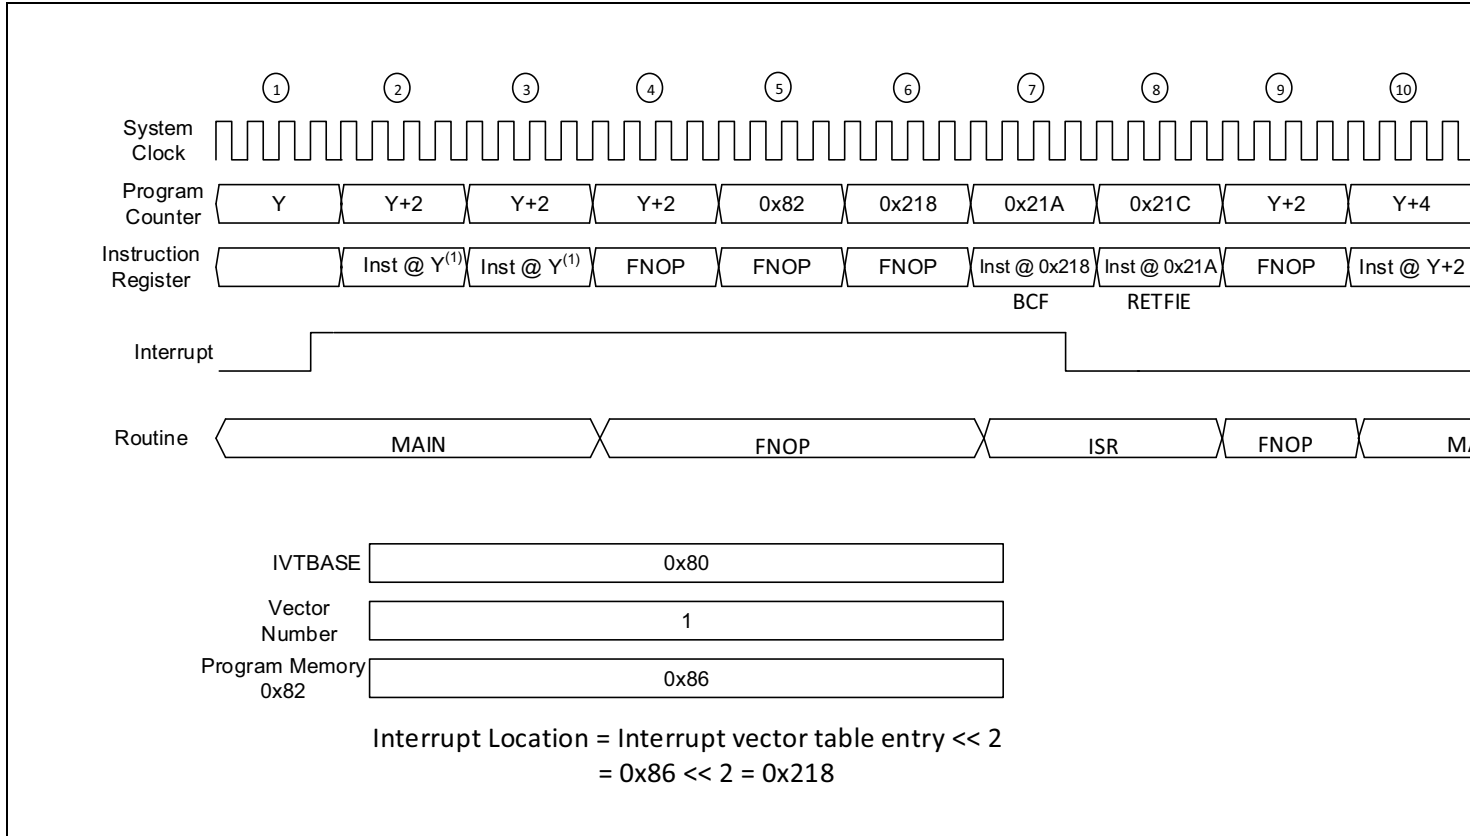 1 2 3 4 5 6 7 8 9 10
System
Clock
Program
Counter
Y Y+2 Y+2 Y+2 0x82 0x218 0x21A 0x21C Y+2 Y+4
Instruction
Register
Inst @ Y(1) Inst @ Y(1) FNOP FNOP FNOP Inst @ 0x218 Inst @ 0x21A FNOP Inst @ Y+2
BCF RETFIE
Interrupt
Routine MAIN FNOP ISR FNOP
IVTBASE 0x80
Vector
Number
1
Program Memory
0x82
0x86
Interrupt Location = Interrupt vector table entry << 2
= 0x86 << 2 = 0x218